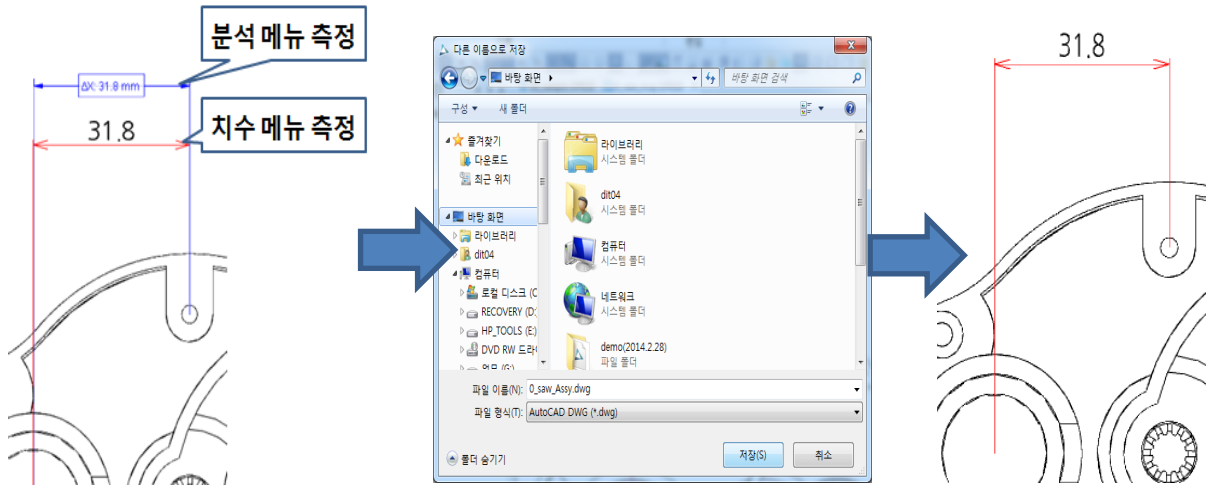 분석 메뉴 측정
ΔX: 31.8 mm
31.8
치수 메뉴 측정
다른 이름으로 저장
바탕 화면
바탕 화면 검색
구성 새 폴더
즐겨찾기
다운로드
최근 위치
바탕 화면
라이브러리
dit04
컴퓨터
로컬 디스크 (C
RECOVERY (D:
HP_TOOLS (E:)
DVD RW 드라이
라이브러리
시스템 폴더
dit04
시스템 폴더
컴퓨터
시스템 폴더
네트워크
시스템 폴더
demo(2014.2.28)
파일 폴더
파일 이름(N): 0_saw_Assy.dwg
파일 형식(T): AutoCAD DWG (*.dwg)
폴더 숨기기
저장(S) 취소
31.8